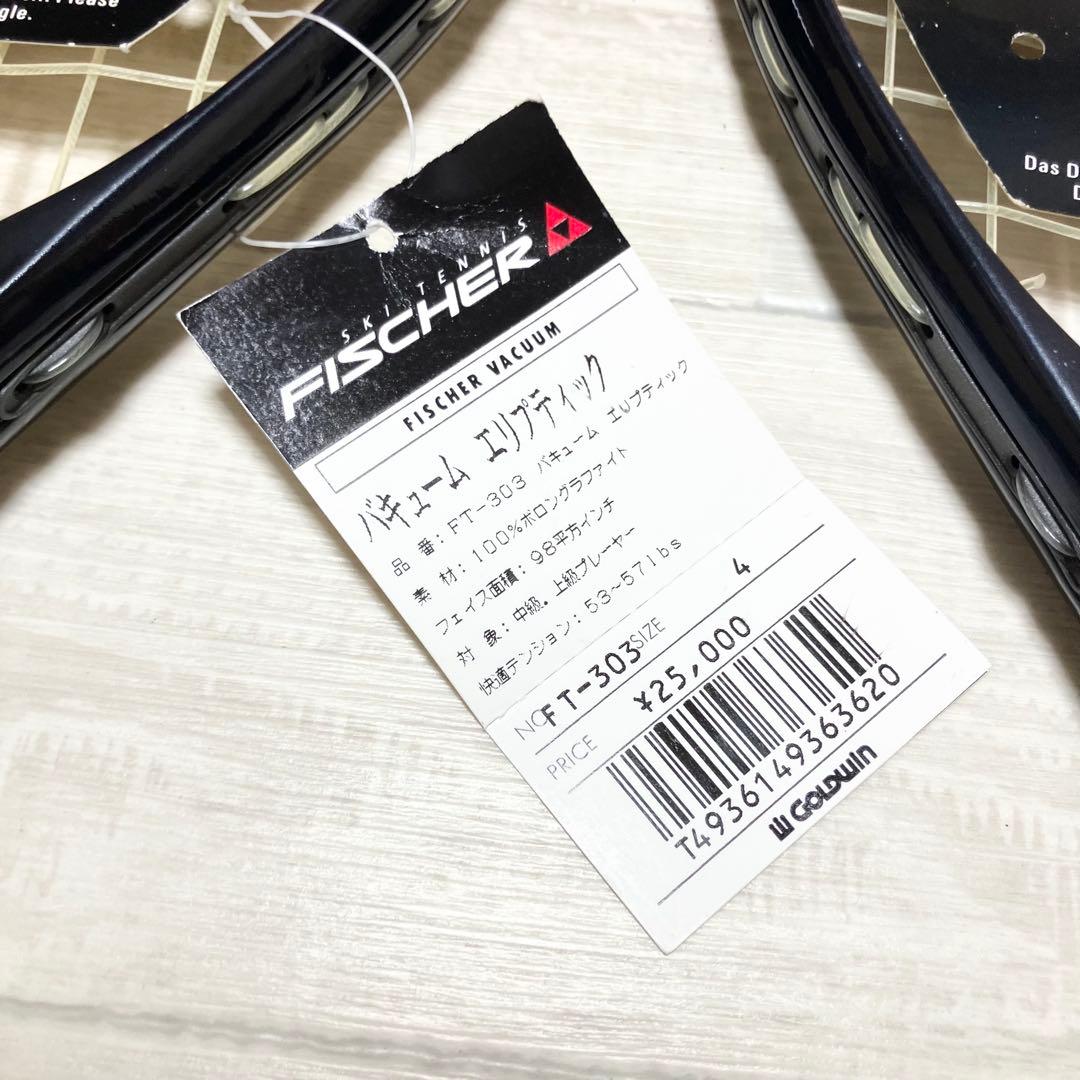 Please
gle.
Das D
D
SKI TENNIS
FISCHER
FISCHER VACUUM
バキューム エリプティック
品 番：FT-303 バキューム エリプティック
素 材：100%ボロングラファイト
フェイス面積：98平方インチ
対 象：中級．上級プレーヤー
快適テンション：53～57lbs
NO FT-303 SIZE 4
PRICE ¥25,000
T4936149363620
GOLDWIN